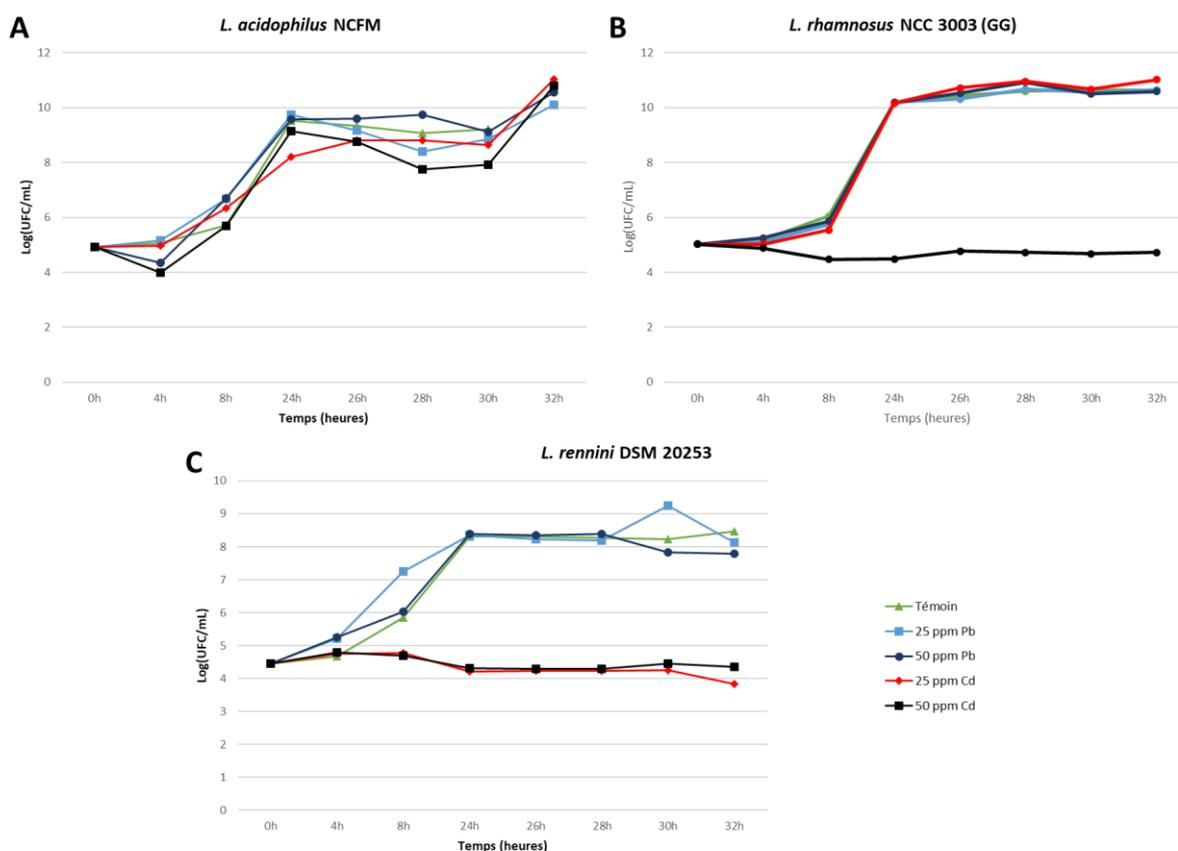 A
L. acidophilus NCFM
12
10
8
6
4
2
0
Log(UFC/mL)
0h 4h 8h 24h 26h 28h 30h 32h
Temps (heures)
B
L. rhamnosus NCC 3003 (GG)
12
10
8
6
4
2
0
Log(UFC/mL)
0h 4h 8h 24h 26h 28h 30h 32h
Temps (heures)
C
L. rennini DSM 20253
10
9
8
7
6
5
4
3
2
1
0
Log(UFC/mL)
0h 4h 8h 24h 26h 28h 30h 32h
Temps (heures)
Témoin
25 ppm Pb
50 ppm Pb
25 ppm Cd
50 ppm Cd